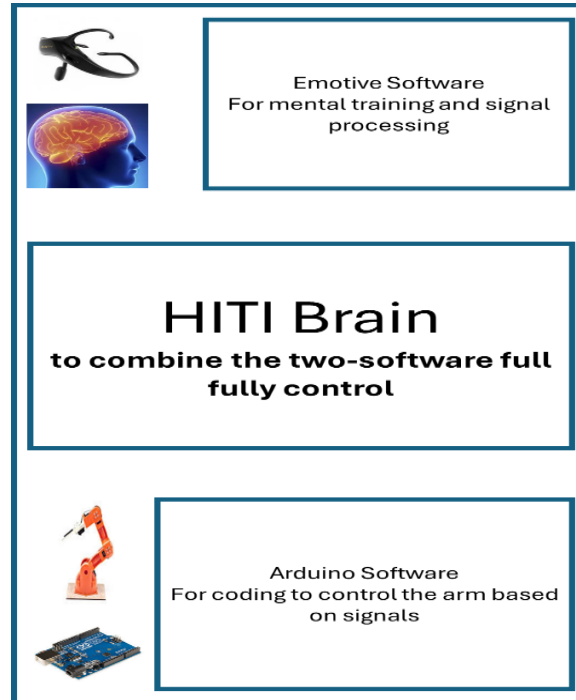 Emotive Software
For mental training and signal
processing
HITI Brain
to combine the two-software full
fully control
Arduino Software
For coding to control the arm based
on signals